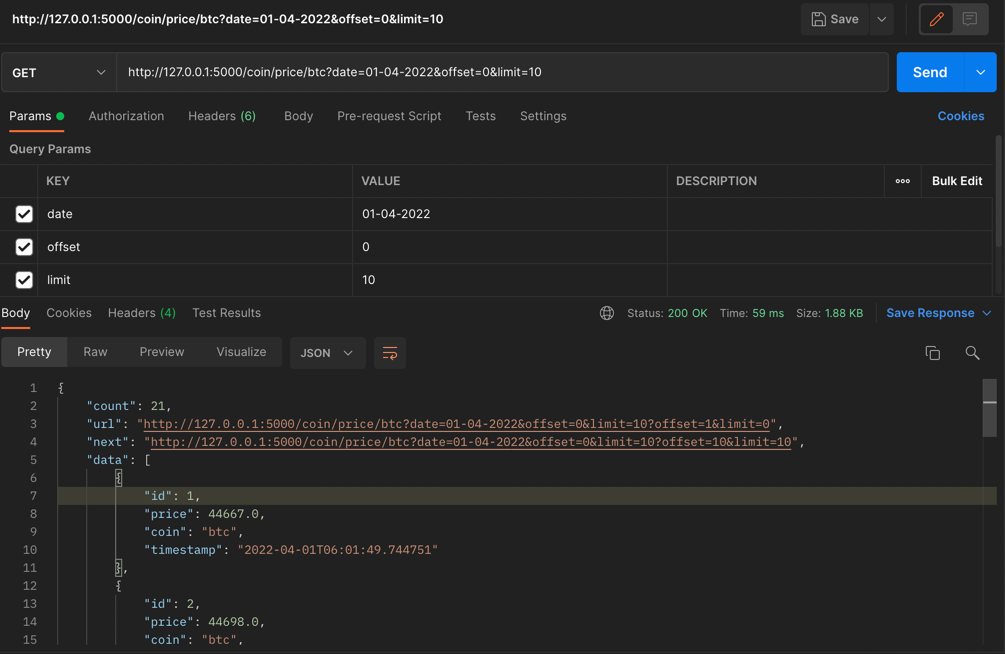 http://127.0.0.1:5000/coin/price/btc?date=01-04-2022&offset=0&limit=10
Save
GET
http://127.0.0.1:5000/coin/price/btc?date=01-04-2022&offset=0&limit=10
Send
Params Authorization Headers (6) Body Pre-request Script Tests Settings Cookies
Query Params
KEY VALUE DESCRIPTION ooo Bulk Edit
date 01-04-2022
offset 0
limit 10
Body Cookies Headers (4) Test Results Status: 200 OK Time: 59 ms Size: 1.88 KB Save Response
Pretty Raw Preview Visualize JSON
1 {
2 "count": 21,
3 "url": "http://127.0.0.1:5000/coin/price/btc?date=01-04-2022&offset=0&limit=10?offset=1&limit=0",
4 "next": "http://127.0.0.1:5000/coin/price/btc?date=01-04-2022&offset=0&limit=10?offset=10&limit=10",
5 "data": [
6 {
7 "id": 1,
8 "price": 44667.0,
9 "coin": "btc",
10 "timestamp": "2022-04-01T06:01:49.744751"
11 },
12 {
13 "id": 2,
14 "price": 44698.0,
15 "coin": "btc",